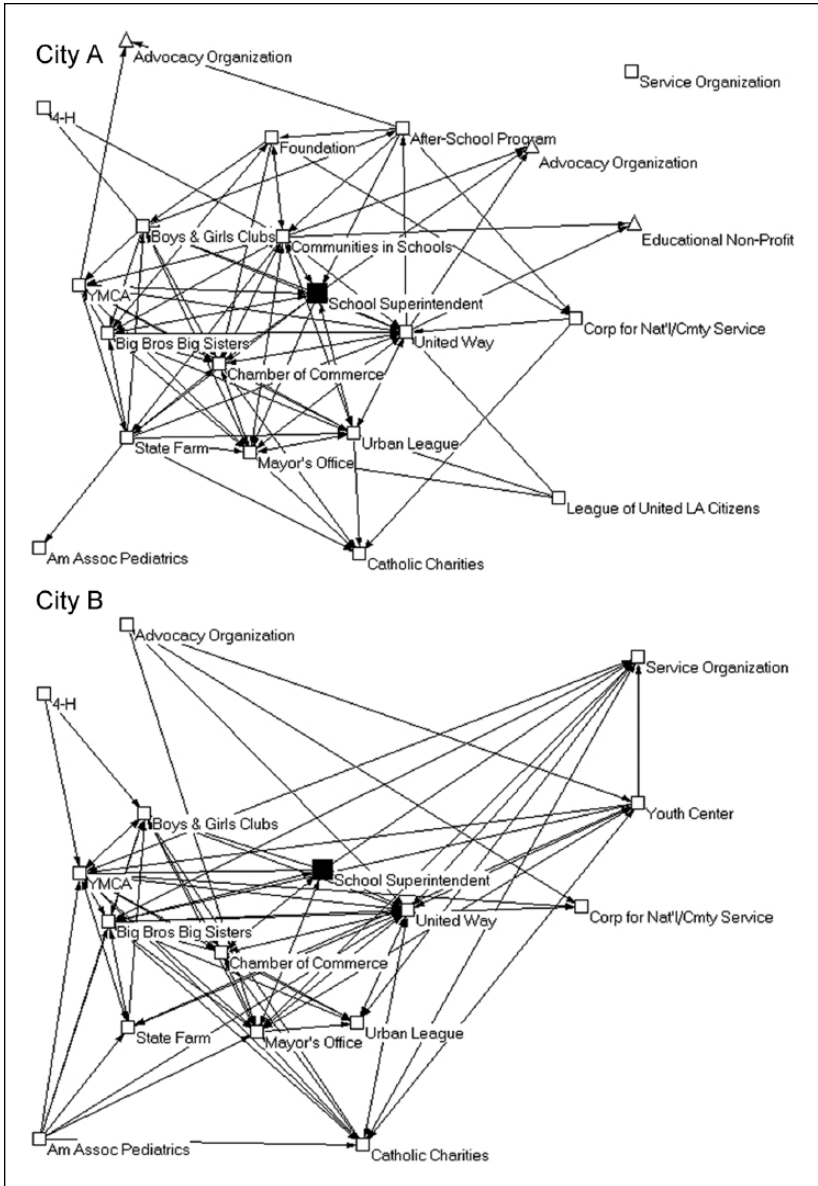 City A
Advocacy Organization
Service Organization
4-H
Foundation
After-School Program
Advocacy Organization
Boys & Girls Clubs
Communities in Schools
Educational Non-Profit
YMCA
School Superintendent
Big Bros Big Sisters
United Way
Corp for Nat'l/Cmty Service
Chamber of Commerce
State Farm
Urban League
Mayor's Office
League of United LA Citizens
Am Assoc Pediatrics
Catholic Charities
City B
Advocacy Organization
Service Organization
4-H
Youth Center
Boys & Girls Clubs
YMCA
School Superintendent
United Way
Corp for Nat'l/Cmty Service
Big Bros Big Sisters
Chamber of Commerce
State Farm
Mayor's Office
Urban League
Am Assoc Pediatrics
Catholic Charities